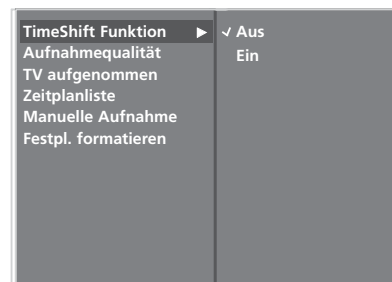 TimeShift Funktion ▶ ✓ Aus
Aufnahmequalität Ein
TV aufgenommen
Zeitplanliste
Manuelle Aufnahme
Festpl. formatieren